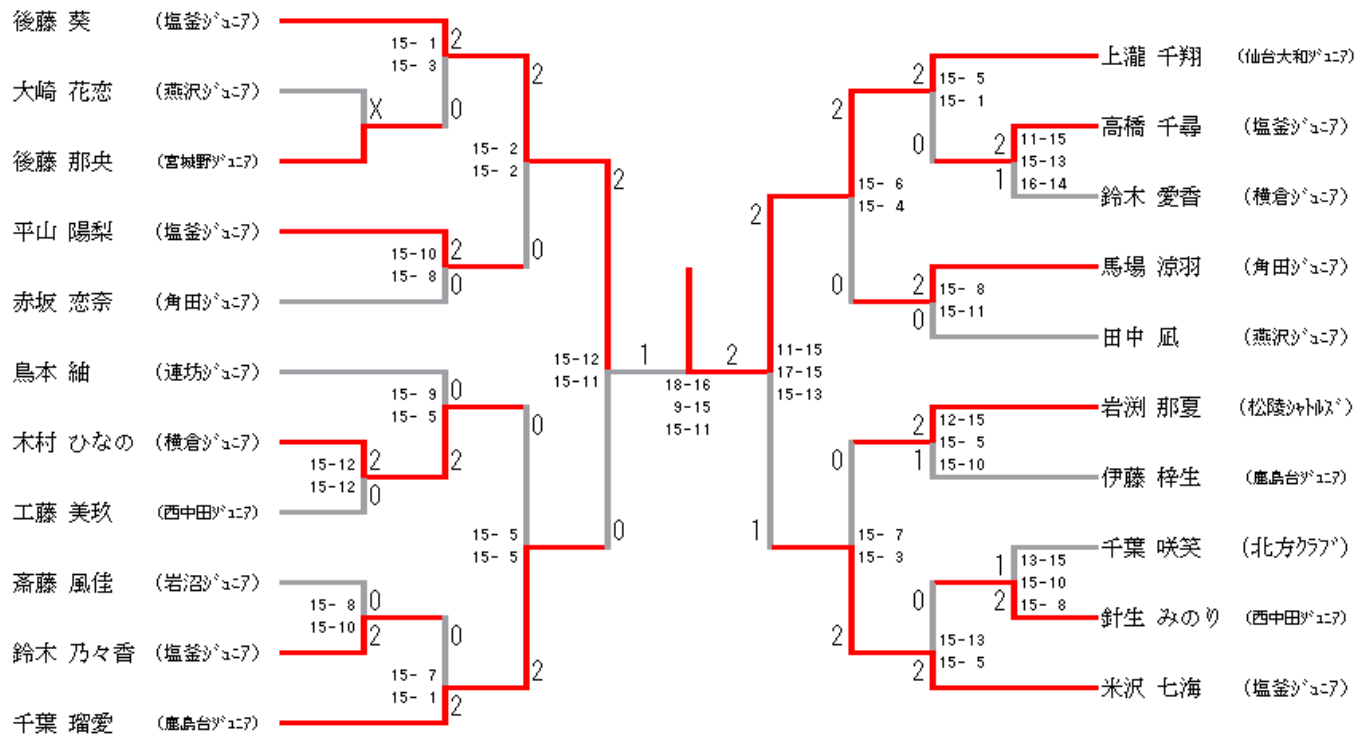 後藤 葵 (塩釜ｼﾞｭﾆｱ)
大崎 花恋 (燕沢ｼﾞｭﾆｱ)
後藤 那央 (宮城野ｼﾞｭﾆｱ)
平山 陽梨 (塩釜ｼﾞｭﾆｱ)
赤坂 恋奈 (角田ｼﾞｭﾆｱ)
鳥本 紬 (連坊ｼﾞｭﾆｱ)
木村 ひなの (横倉ｼﾞｭﾆｱ)
工藤 美玖 (西中田ｼﾞｭﾆｱ)
斎藤 風佳 (岩沼ｼﾞｭﾆｱ)
鈴木 乃々香 (塩釜ｼﾞｭﾆｱ)
千葉 瑠愛 (鹿島台ｼﾞｭﾆｱ)
X
15-12 2
15-12 0
15- 8 0
15-10 2
15- 1 2
15- 3 0
15-10 2
15- 8 0
15- 9 0
15- 5 2
15- 7 0
15- 1 2
2
15- 2
15- 2
0
0
15- 5
15- 5
2
2
15-12
15-11
0
1 2
18-16
9-15
15-11
2
11-15
17-15
15-13
1
2
15- 6
15- 4
0
0
15- 7
15- 3
2
2 15- 5
15- 1
0
2 15- 8
0 15-11
2 12-15
15- 5
1 15-10
0
15-13
2 15- 5
2 11-15
15-13
1 16-14
1 13-15
15-10
2 15- 8
上瀧 千翔 (仙台大和ｼﾞｭﾆｱ)
高橋 千尋 (塩釜ｼﾞｭﾆｱ)
鈴木 愛香 (横倉ｼﾞｭﾆｱ)
馬場 涼羽 (角田ｼﾞｭﾆｱ)
田中 凪 (燕沢ｼﾞｭﾆｱ)
岩渕 那夏 (松陵ｼｬﾄﾙｽﾞ)
伊藤 梓生 (鹿島台ｼﾞｭﾆｱ)
千葉 咲笑 (北方ｸﾗﾌﾞ)
針生 みのり (西中田ｼﾞｭﾆｱ)
米沢 七海 (塩釜ｼﾞｭﾆｱ)